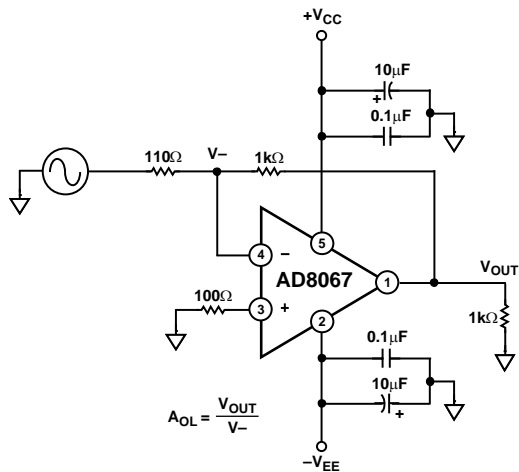 +VCC
10µF
+
0.1µF
110Ω
V–
1kΩ
5
4
–
AD8067
1
VOUT
100Ω
3
+
2
1kΩ
0.1µF
10µF
+
AOL = VOUT
V–
–VEE